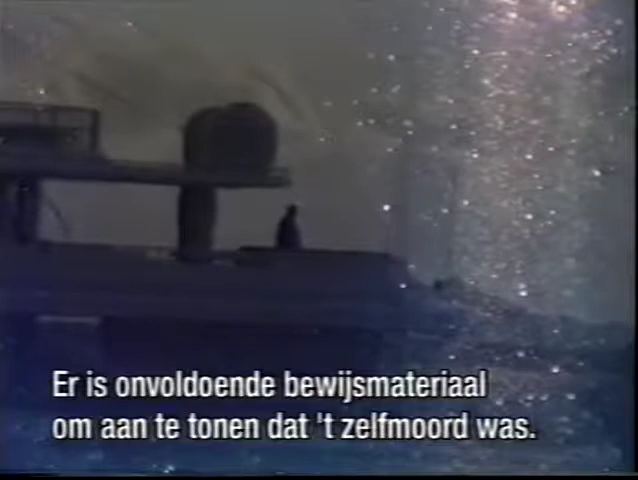 Er is onvoldoende bewijsmateriaal
om aan te tonen dat 't zelfmoord was.